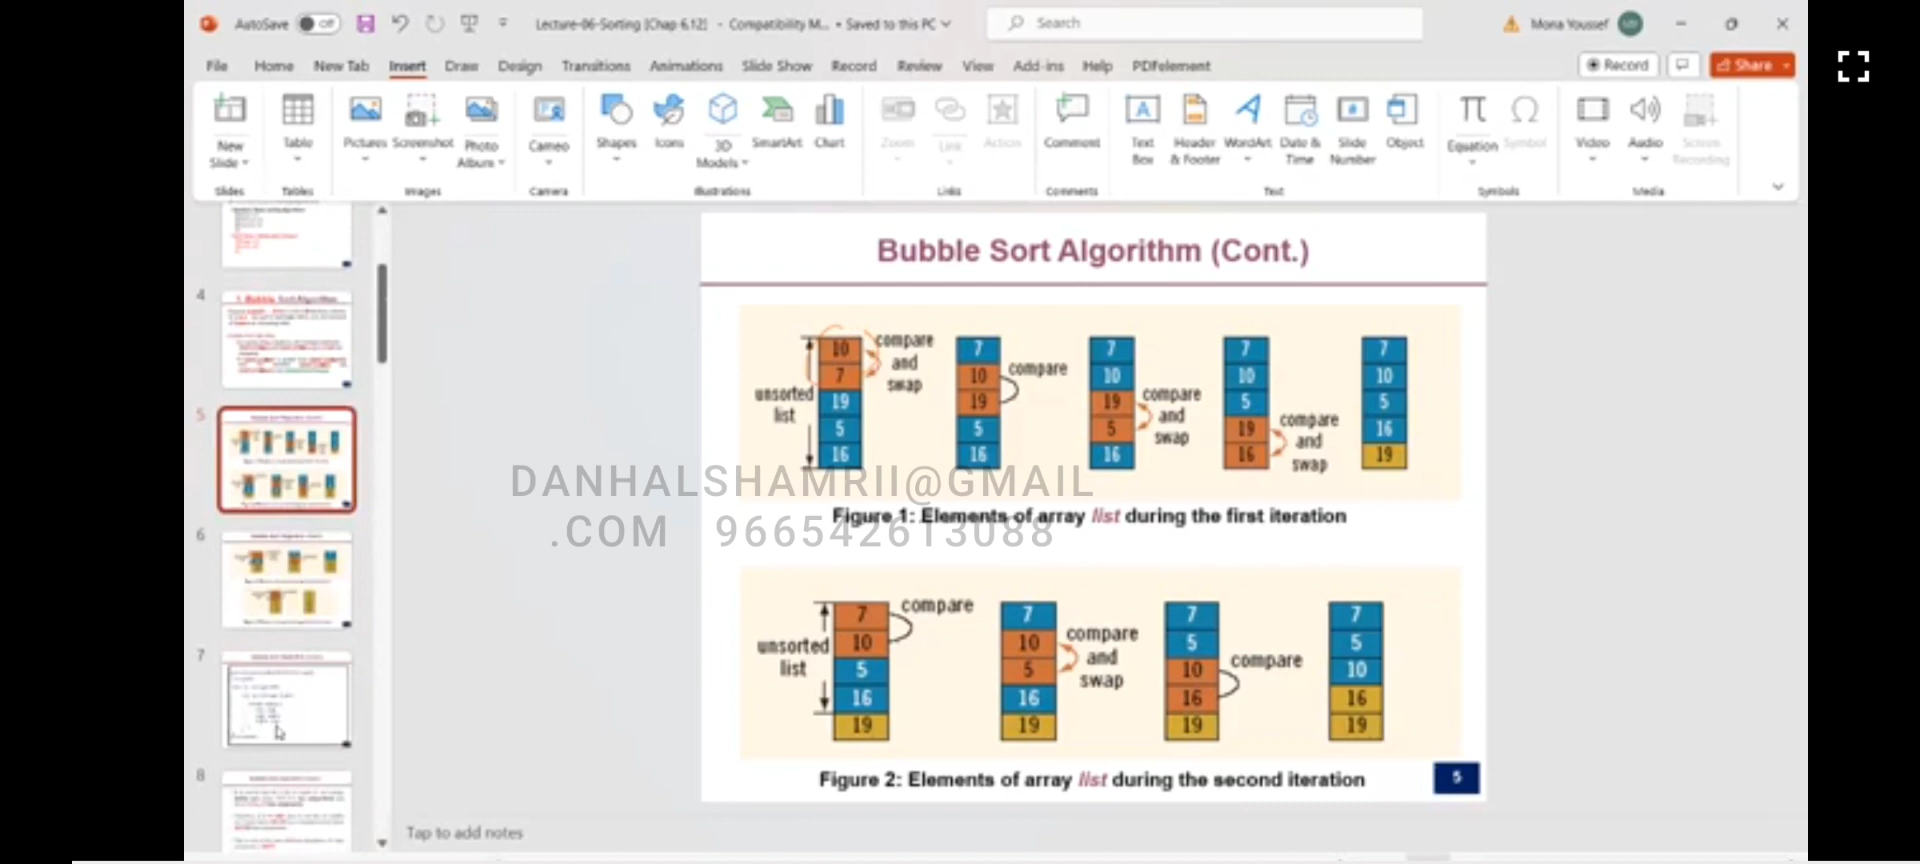 AutoSave Off Lecture-06-Sorting [Chap 6,12] - Compatibility M... • Saved to this PC Search Mona Youssef
File Home New Tab Insert Draw Design Transitions Animations Slide Show Record Review View Add-ins Help PDFelement Record Share
New Slide
Table
Pictures
Screenshot
Photo Album
Cameo
Shapes
Icons
3D Models
SmartArt
Chart
Zoom
Link
Action
Comment
Text Box
Header & Footer
WordArt
Date & Time
Slide Number
Object
Equation
Symbol
Video
Audio
Screen Recording
Slides Tables Images Camera Illustrations Links Comments Text Symbols Media
4
5
6
7
8
Bubble Sort Algorithm (Cont.)
unsorted list
10
7
19
5
16
compare and swap
7
10
19
5
16
compare
7
10
19
5
16
compare and swap
7
10
5
19
16
compare and swap
7
10
5
16
19
Figure 1: Elements of array list during the first iteration
DANHALSHAMRII@GMAIL
.COM 966542613088
unsorted list
7
10
5
16
19
compare
7
10
5
16
19
compare and swap
7
5
10
16
19
compare
7
5
10
16
19
Figure 2: Elements of array list during the second iteration
5
Tap to add notes